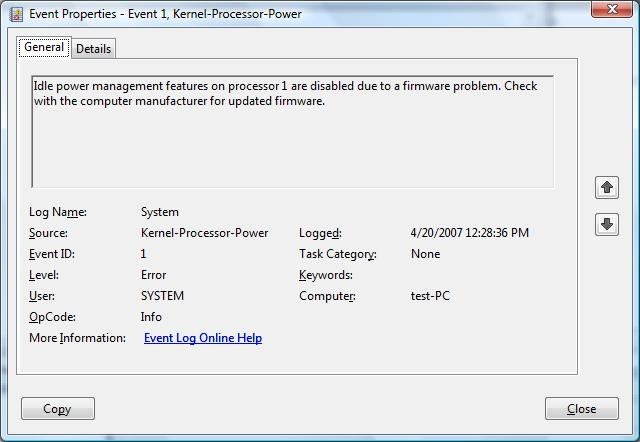 Event Properties - Event 1, Kernel-Processor-Power
General Details
Idle power management features on processor 1 are disabled due to a firmware problem. Check
with the computer manufacturer for updated firmware.
Log Name: System
Source: Kernel-Processor-Power Logged: 4/20/2007 12:28:36 PM
Event ID: 1 Task Category: None
Level: Error Keywords:
User: SYSTEM Computer: test-PC
OpCode: Info
More Information: Event Log Online Help
Copy Close